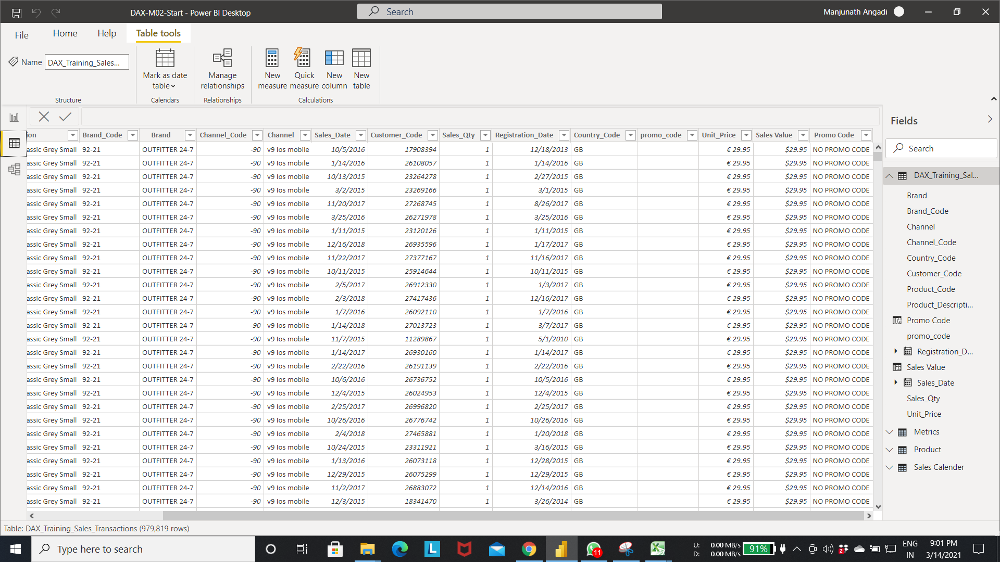 DAX-M02-Start - Power BI Desktop
Search
Manjunath Angadi
File
Home
Help
Table tools
Name
DAX_Training_Sales...
Mark as date table
Manage relationships
New measure
Quick measure
New column
New table
Structure
Calendars
Relationships
Calculations
on Brand_Code Brand Channel_Code Channel Sales_Date Customer_Code Sales_Qty Registration_Date Country_Code promo_code Unit_Price Sales Value Promo Code
assic Grey Small 92-21 OUTFITTER 24-7 -90 v9 Ios mobile 10/5/2016 17908394 1 12/18/2013 GB € 29.95 $29.95 NO PROMO CODE
assic Grey Small 92-21 OUTFITTER 24-7 -90 v9 Ios mobile 1/14/2016 26108057 1 1/14/2016 GB € 29.95 $29.95 NO PROMO CODE
assic Grey Small 92-21 OUTFITTER 24-7 -90 v9 Ios mobile 10/13/2015 23264278 1 2/27/2015 GB € 29.95 $29.95 NO PROMO CODE
assic Grey Small 92-21 OUTFITTER 24-7 -90 v9 Ios mobile 3/2/2015 23269166 1 3/1/2015 GB € 29.95 $29.95 NO PROMO CODE
assic Grey Small 92-21 OUTFITTER 24-7 -90 v9 Ios mobile 11/20/2017 27268745 1 8/26/2017 GB € 29.95 $29.95 NO PROMO CODE
assic Grey Small 92-21 OUTFITTER 24-7 -90 v9 Ios mobile 3/25/2016 26271978 1 3/25/2016 GB € 29.95 $29.95 NO PROMO CODE
assic Grey Small 92-21 OUTFITTER 24-7 -90 v9 Ios mobile 1/11/2015 23120126 1 1/11/2015 GB € 29.95 $29.95 NO PROMO CODE
assic Grey Small 92-21 OUTFITTER 24-7 -90 v9 Ios mobile 12/16/2018 26935596 1 1/17/2017 GB € 29.95 $29.95 NO PROMO CODE
assic Grey Small 92-21 OUTFITTER 24-7 -90 v9 Ios mobile 11/22/2017 27377167 1 11/16/2017 GB € 29.95 $29.95 NO PROMO CODE
assic Grey Small 92-21 OUTFITTER 24-7 -90 v9 Ios mobile 10/11/2015 25914644 1 10/11/2015 GB € 29.95 $29.95 NO PROMO CODE
assic Grey Small 92-21 OUTFITTER 24-7 -90 v9 Ios mobile 2/5/2017 26912330 1 1/3/2017 GB € 29.95 $29.95 NO PROMO CODE
assic Grey Small 92-21 OUTFITTER 24-7 -90 v9 Ios mobile 2/3/2018 27417436 1 12/16/2017 GB € 29.95 $29.95 NO PROMO CODE
assic Grey Small 92-21 OUTFITTER 24-7 -90 v9 Ios mobile 1/7/2016 26092110 1 1/7/2016 GB € 29.95 $29.95 NO PROMO CODE
assic Grey Small 92-21 OUTFITTER 24-7 -90 v9 Ios mobile 1/14/2018 27013723 1 3/7/2017 GB € 29.95 $29.95 NO PROMO CODE
assic Grey Small 92-21 OUTFITTER 24-7 -90 v9 Ios mobile 11/7/2015 11289867 1 5/1/2010 GB € 29.95 $29.95 NO PROMO CODE
assic Grey Small 92-21 OUTFITTER 24-7 -90 v9 Ios mobile 1/14/2017 26930160 1 1/14/2017 GB € 29.95 $29.95 NO PROMO CODE
assic Grey Small 92-21 OUTFITTER 24-7 -90 v9 Ios mobile 2/22/2016 26191139 1 2/22/2016 GB € 29.95 $29.95 NO PROMO CODE
assic Grey Small 92-21 OUTFITTER 24-7 -90 v9 Ios mobile 10/6/2016 26736752 1 10/5/2016 GB € 29.95 $29.95 NO PROMO CODE
assic Grey Small 92-21 OUTFITTER 24-7 -90 v9 Ios mobile 12/4/2015 26024953 1 12/4/2015 GB € 29.95 $29.95 NO PROMO CODE
assic Grey Small 92-21 OUTFITTER 24-7 -90 v9 Ios mobile 2/25/2017 26996820 1 2/25/2017 GB € 29.95 $29.95 NO PROMO CODE
assic Grey Small 92-21 OUTFITTER 24-7 -90 v9 Ios mobile 10/26/2016 26776742 1 10/26/2016 GB € 29.95 $29.95 NO PROMO CODE
assic Grey Small 92-21 OUTFITTER 24-7 -90 v9 Ios mobile 2/4/2018 27465881 1 1/20/2018 GB € 29.95 $29.95 NO PROMO CODE
assic Grey Small 92-21 OUTFITTER 24-7 -90 v9 Ios mobile 10/24/2015 23311921 1 3/16/2015 GB € 29.95 $29.95 NO PROMO CODE
assic Grey Small 92-21 OUTFITTER 24-7 -90 v9 Ios mobile 1/13/2016 26073118 1 12/28/2015 GB € 29.95 $29.95 NO PROMO CODE
assic Grey Small 92-21 OUTFITTER 24-7 -90 v9 Ios mobile 12/29/2015 26075299 1 12/29/2015 GB € 29.95 $29.95 NO PROMO CODE
assic Grey Small 92-21 OUTFITTER 24-7 -90 v9 Ios mobile 11/2/2017 26883072 1 12/14/2016 GB € 29.95 $29.95 NO PROMO CODE
assic Grey Small 92-21 OUTFITTER 24-7 -90 v9 Ios mobile 12/3/2015 18341470 1 3/26/2014 GB € 29.95 $29.95 NO PROMO CODE
Fields
Search
DAX_Training_Sal...
Brand
Brand_Code
Channel
Channel_Code
Country_Code
Customer_Code
Product_Code
Product_Descripti...
Promo Code
promo_code
Registration_D...
Sales Value
Sales_Date
Sales_Qty
Unit_Price
Metrics
Product
Sales Calender
Table: DAX_Training_Sales_Transactions (979,819 rows)
Type here to search
L
11
U: 0.00 MB/s
D: 0.00 MB/s
91%
2
ENG
IN
9:01 PM
3/14/2021